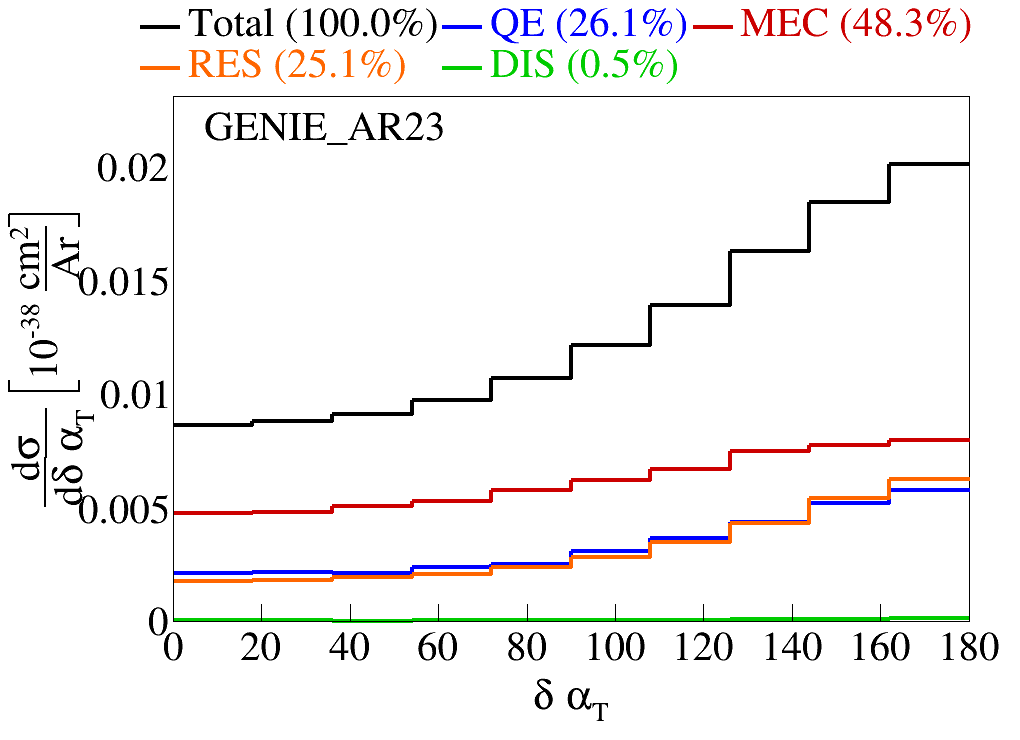 Total (100.0%) QE (26.1%) MEC (48.3%)
RES (25.1%) DIS (0.5%)
GENIE_AR23
0.02
0.015
0.01
0.005
0
dσ/dδ α_T [10^-38 cm^2/Ar]
0 20 40 60 80 100 120 140 160 180
δ α_T